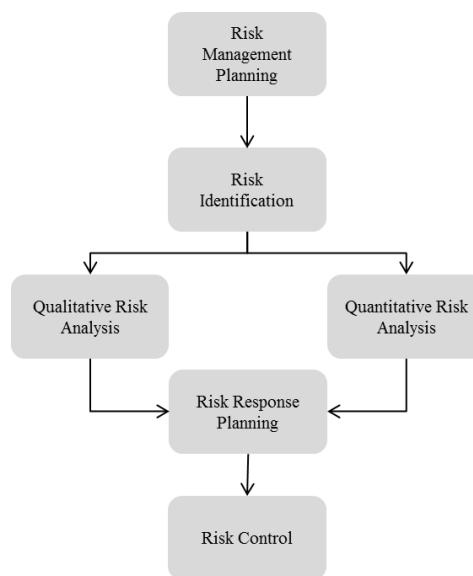 Risk
Management
Planning
Risk
Identification
Qualitative Risk
Analysis
Quantitative Risk
Analysis
Risk Response
Planning
Risk Control